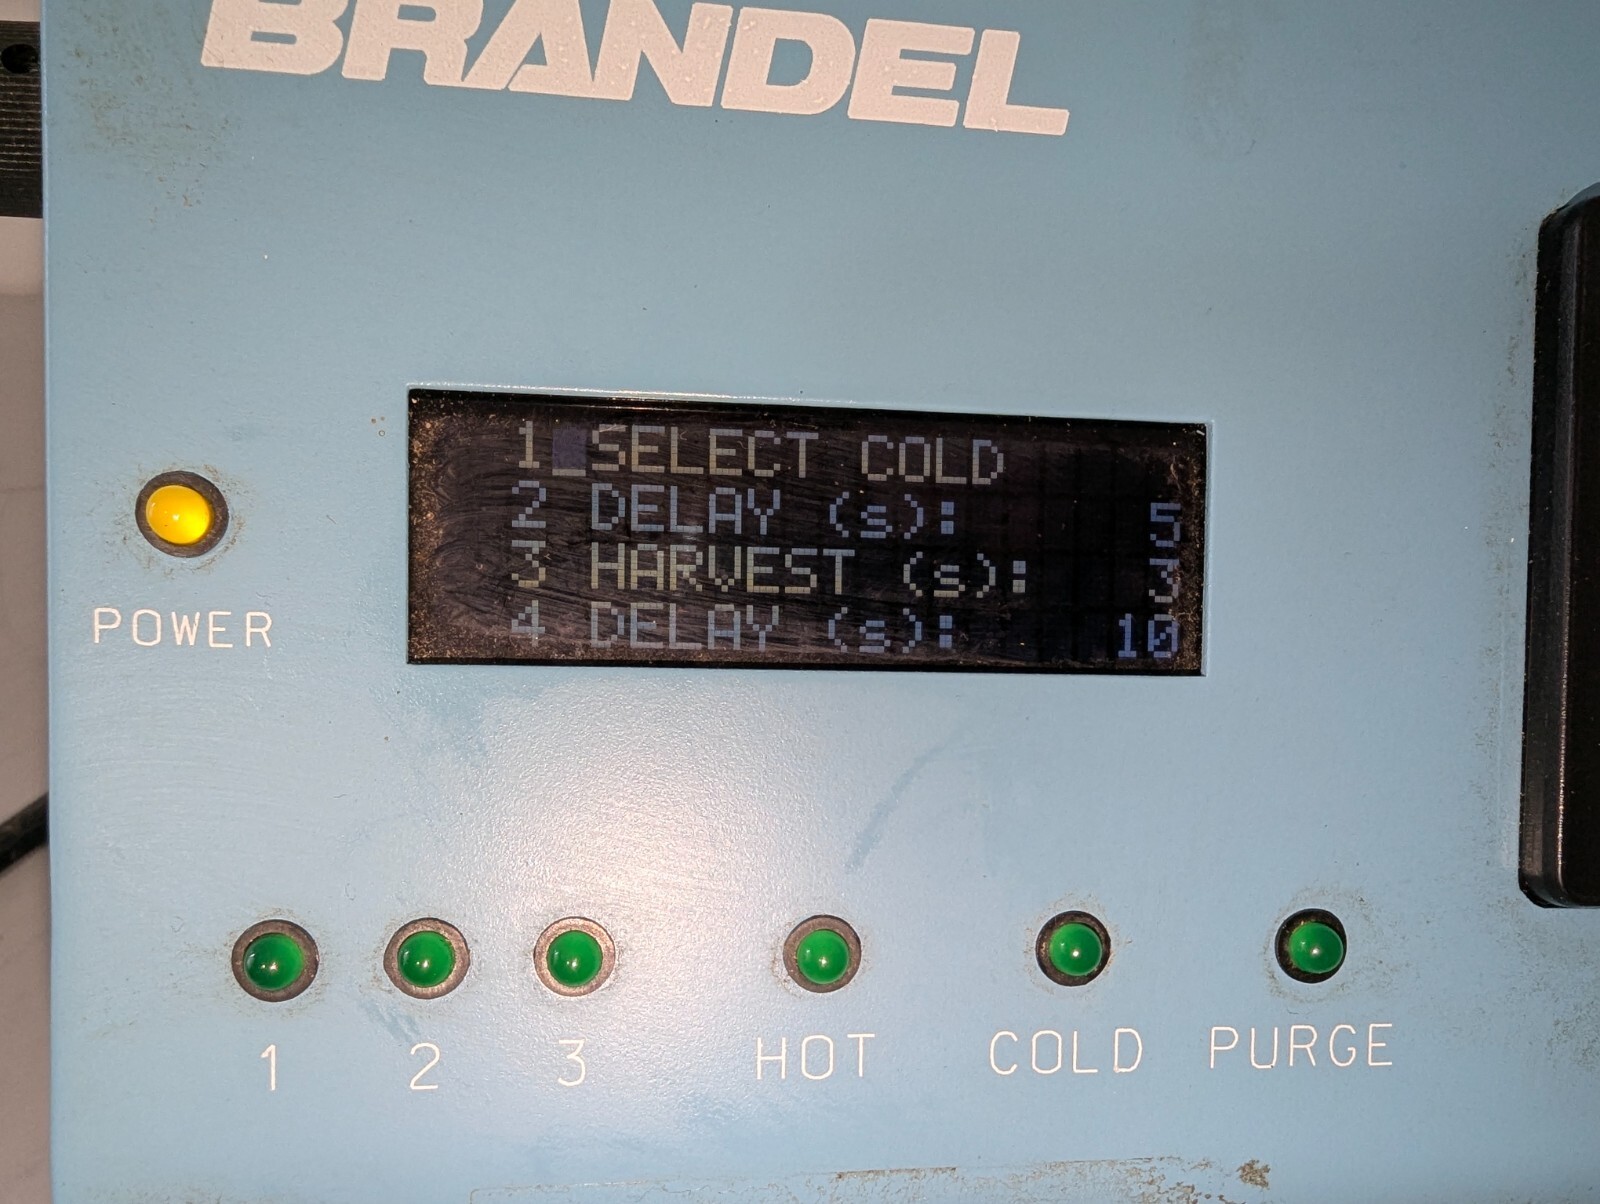 BRANDEL
1 SELECT COLD
2 DELAY (s): 5
3 HARVEST (s): 3
4 DELAY (s): 10
POWER
1 2 3 HOT COLD PURGE